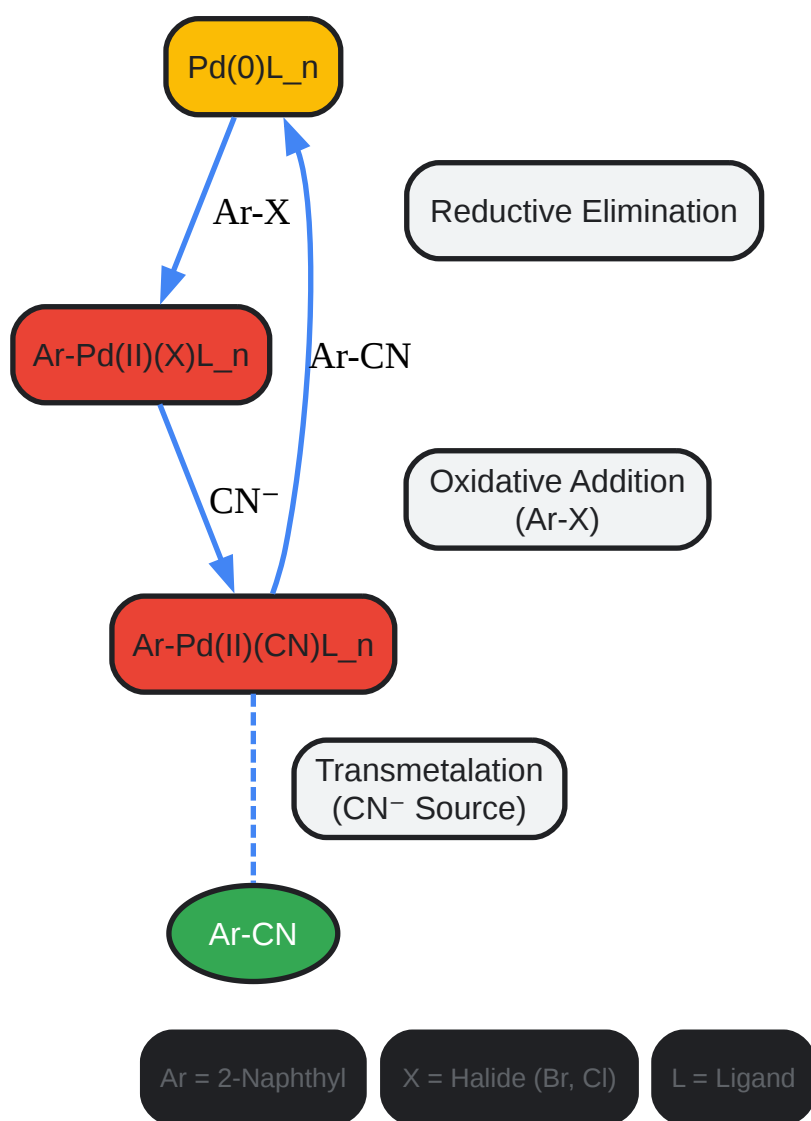 Pd(0)L_n
Ar-X
Reductive Elimination
Ar-Pd(II)(X)L_n
Ar-CN
CN⁻
Oxidative Addition
(Ar-X)
Ar-Pd(II)(CN)L_n
Transmetalation
(CN⁻ Source)
Ar-CN
Ar = 2-Naphthyl
X = Halide (Br, Cl)
L = Ligand